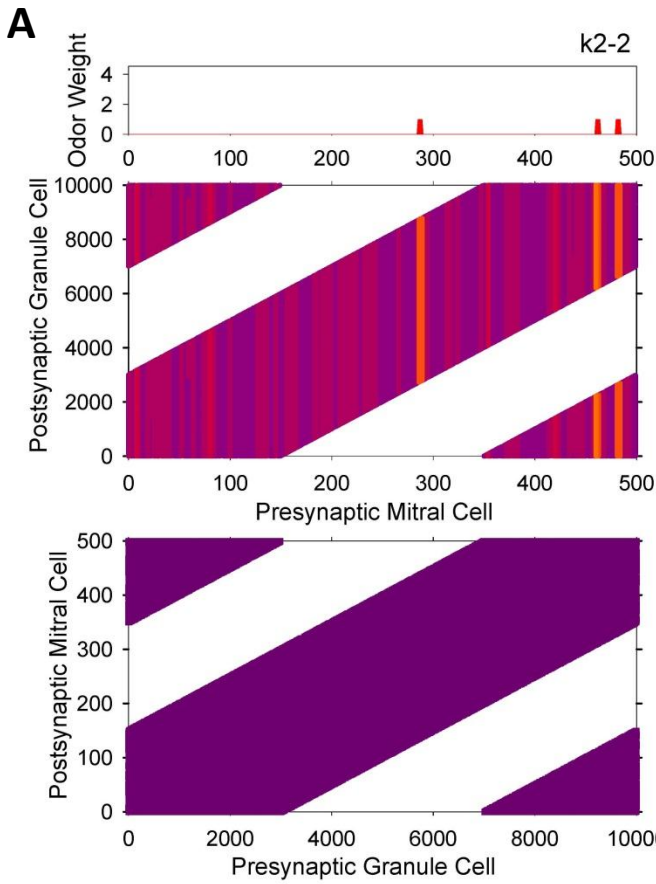 A
k2-2
Odor Weight
4
2
0
0 100 200 300 400 500
Postsynaptic Granule Cell
10000
8000
6000
4000
2000
0
0 100 200 300 400 500
Presynaptic Mitral Cell
Postsynaptic Mitral Cell
500
400
300
200
100
0
0 2000 4000 6000 8000 1000
Presynaptic Granule Cell